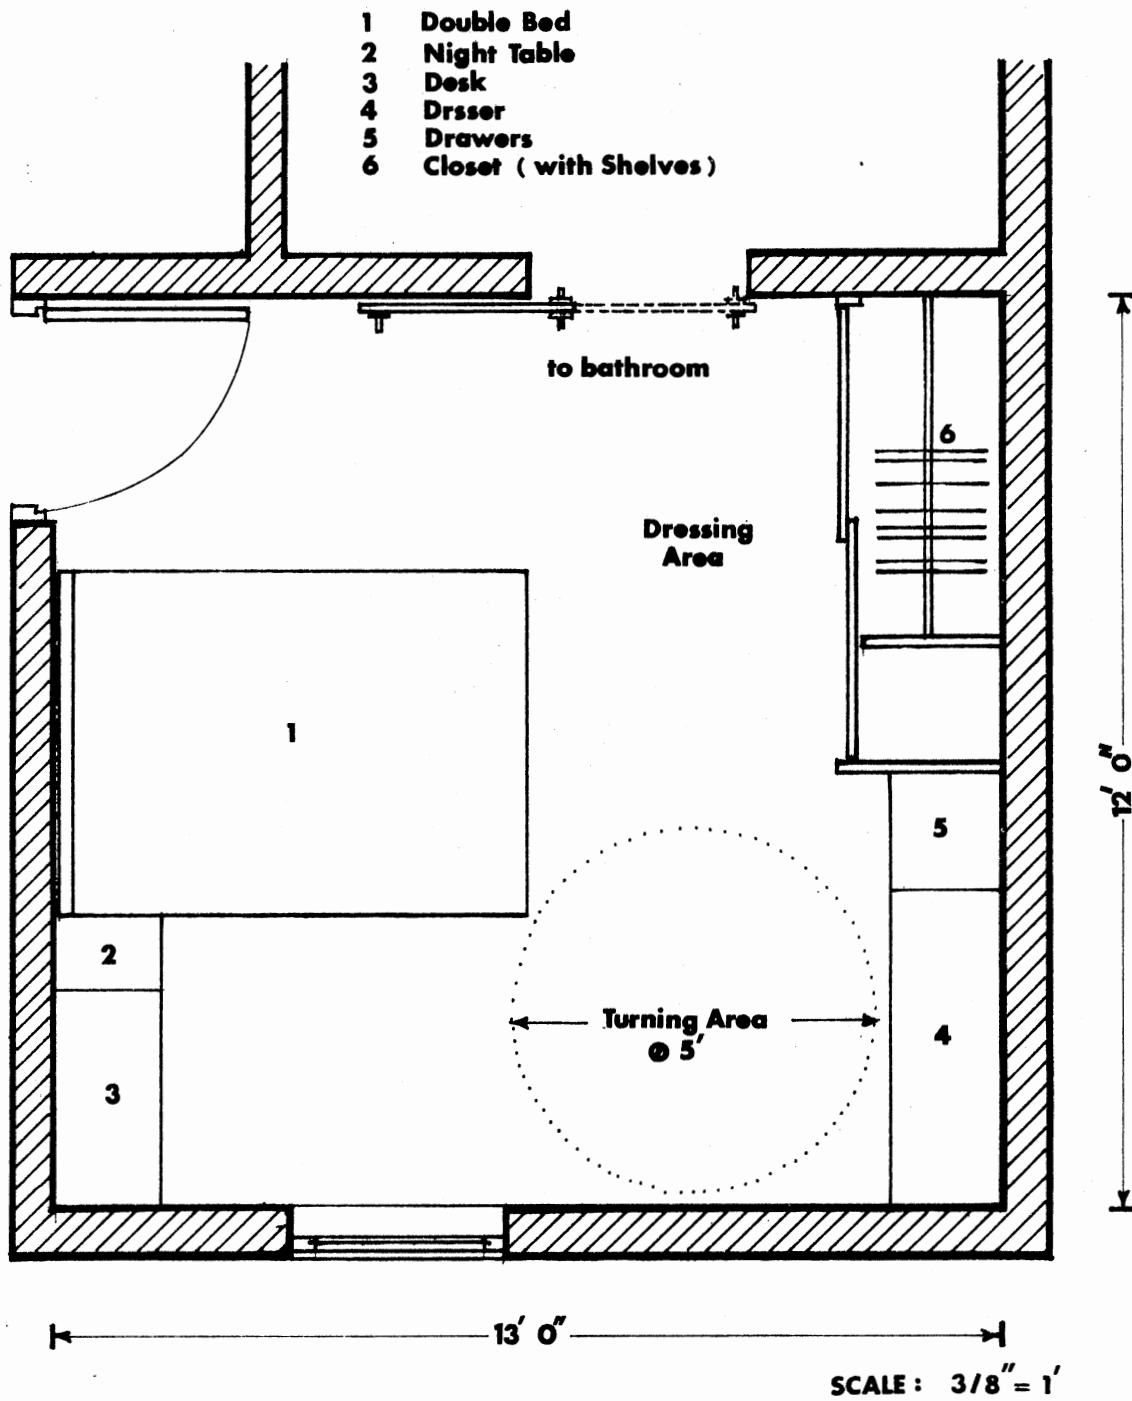 1 Double Bed
2 Night Table
3 Desk
4 Drsser
5 Drawers
6 Closet ( with Shelves )
to bathroom
6
Dressing
Area
1
12' 0"
5
2
Turning Area
@ 5'
4
3
13' 0"
SCALE : 3/8" = 1'